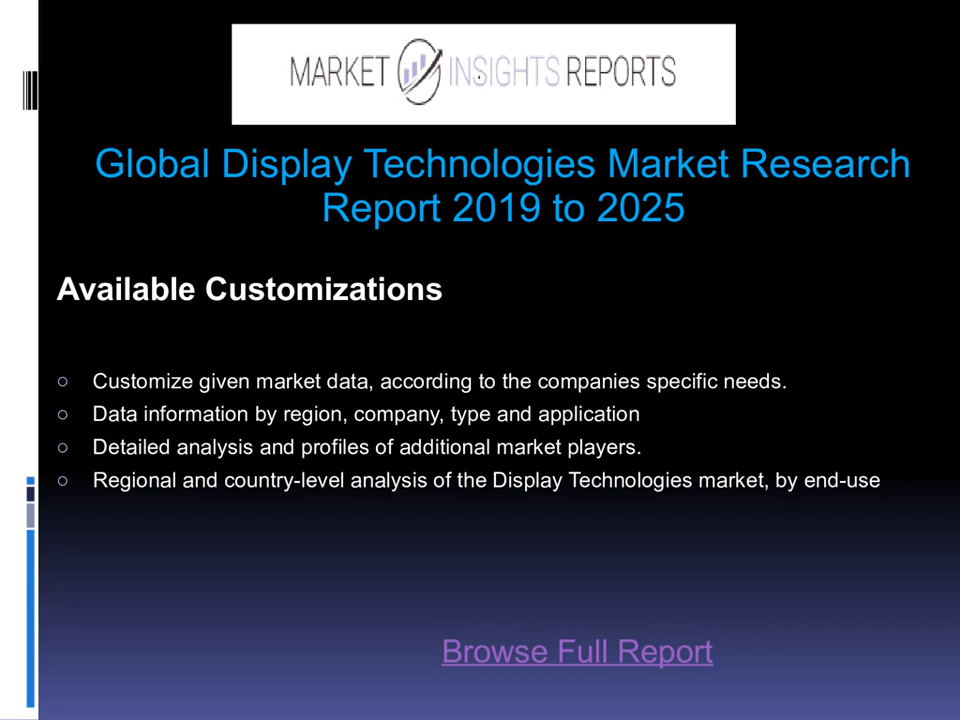 MARKET INSIGHTS REPORTS
Global Display Technologies Market Research
Report 2019 to 2025
Available Customizations
Customize given market data, according to the companies specific needs.
Data information by region, company, type and application
Detailed analysis and profiles of additional market players.
Regional and country-level analysis of the Display Technologies market, by end-use
Browse Full Report